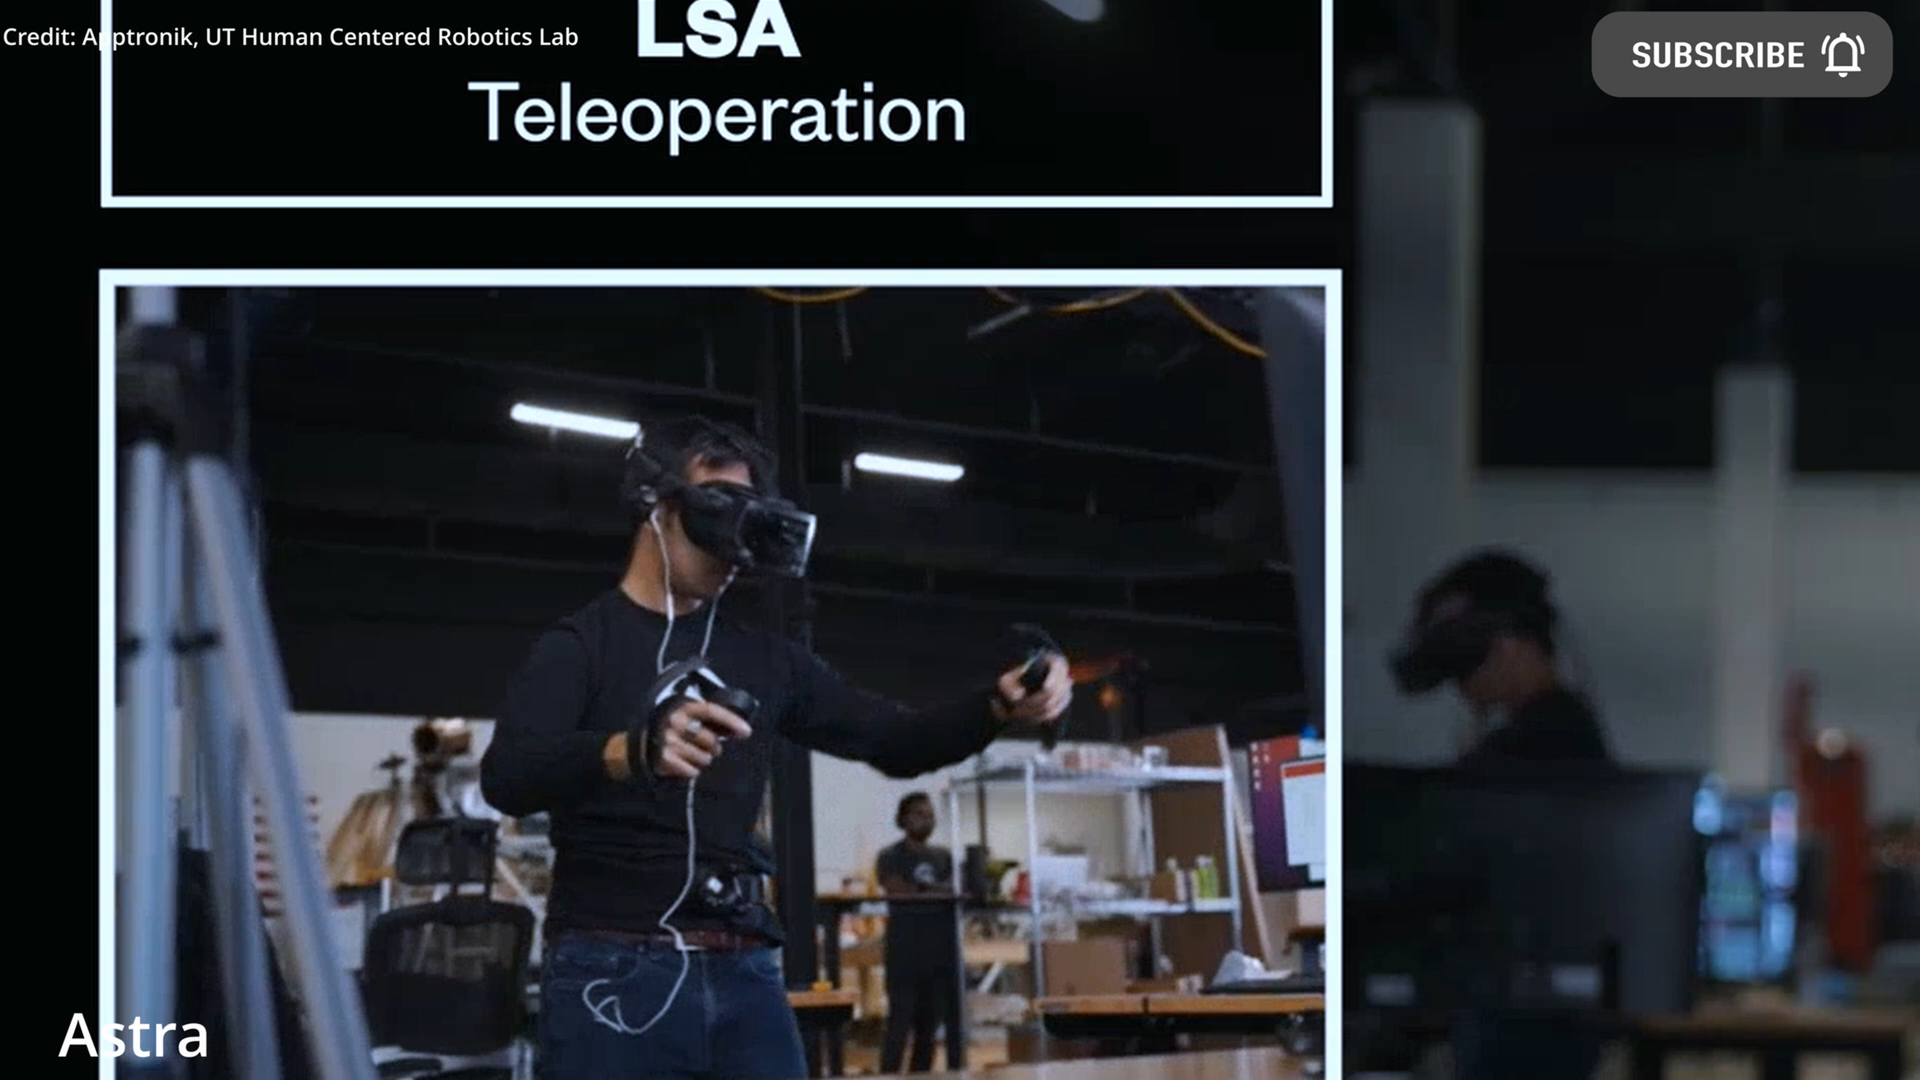 Credit: Apptronik, UT Human Centered Robotics Lab
SUBSCRIBE
LSA
Teleoperation
Astra